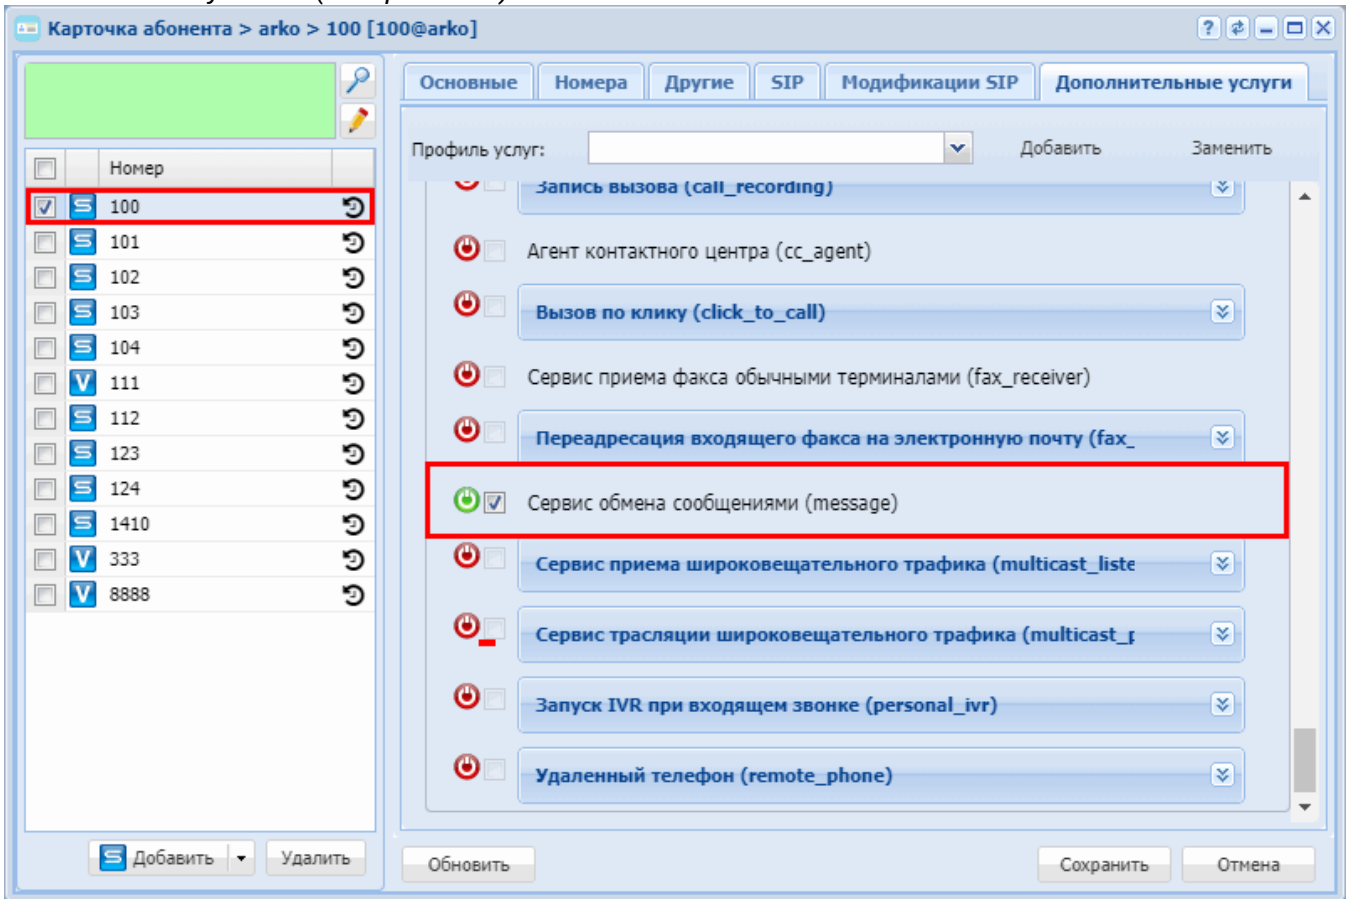 Карточка абонента > arko > 100 [100@arko]
Основные Номера Другие SIP Модификации SIP Дополнительные услуги
Профиль услуг: Добавить Заменить
Номер
100
101
102
103
104
111
112
123
124
1410
333
8888
Запись вызова (call_recording)
Агент контактного центра (cc_agent)
Вызов по клику (click_to_call)
Сервис приема факса обычными терминалами (fax_receiver)
Переадресация входящего факса на электронную почту (fax_
Сервис обмена сообщениями (message)
Сервис приема широковещательного трафика (multicast_liste
Сервис трасляции широковещательного трафика (multicast_p
Запуск IVR при входящем звонке (personal_ivr)
Удаленный телефон (remote_phone)
Добавить Удалить
Обновить Сохранить Отмена